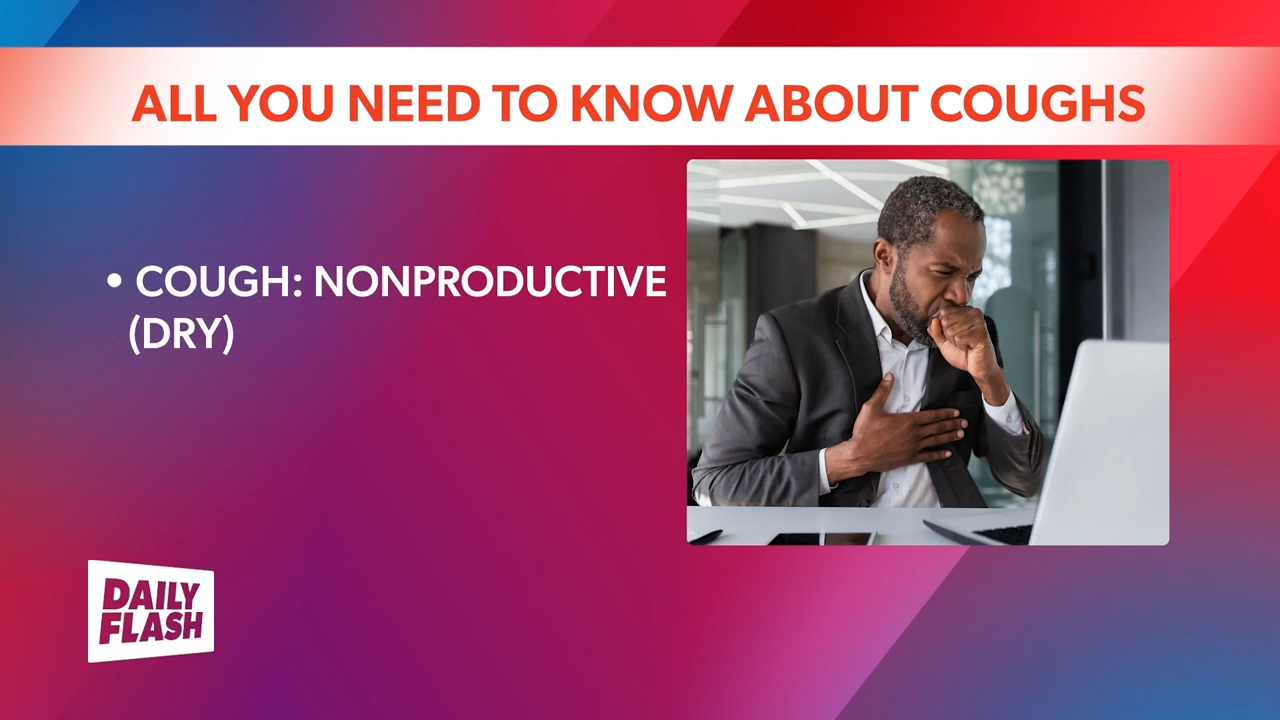 ALL YOU NEED TO KNOW ABOUT COUGHS
• COUGH: NONPRODUCTIVE
(DRY)
DAILY
FLASH